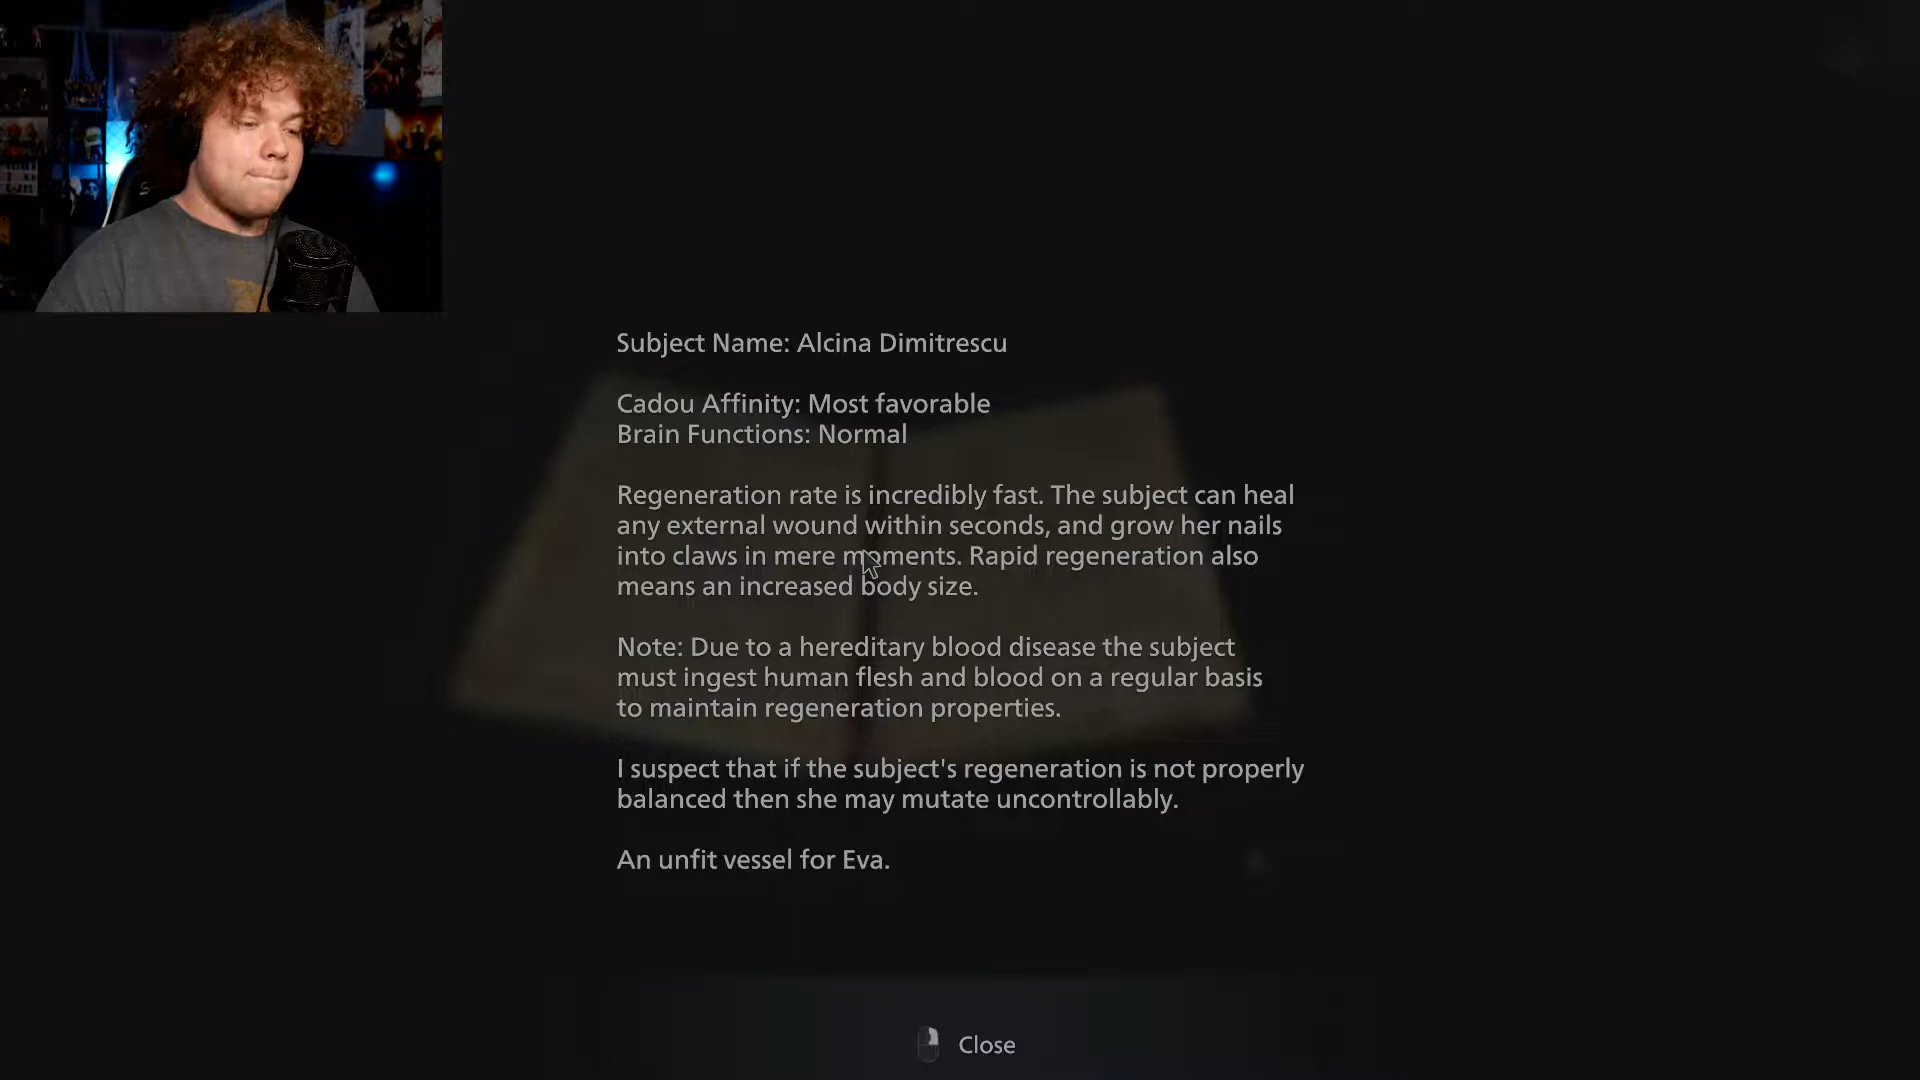 Subject Name: Alcina Dimitrescu
Cadou Affinity: Most favorable
Brain Functions: Normal
Regeneration rate is incredibly fast. The subject can heal
any external wound within seconds, and grow her nails
into claws in mere moments. Rapid regeneration also
means an increased body size.
Note: Due to a hereditary blood disease the subject
must ingest human flesh and blood on a regular basis
to maintain regeneration properties.
I suspect that if the subject's regeneration is not properly
balanced then she may mutate uncontrollably.
An unfit vessel for Eva.
Close